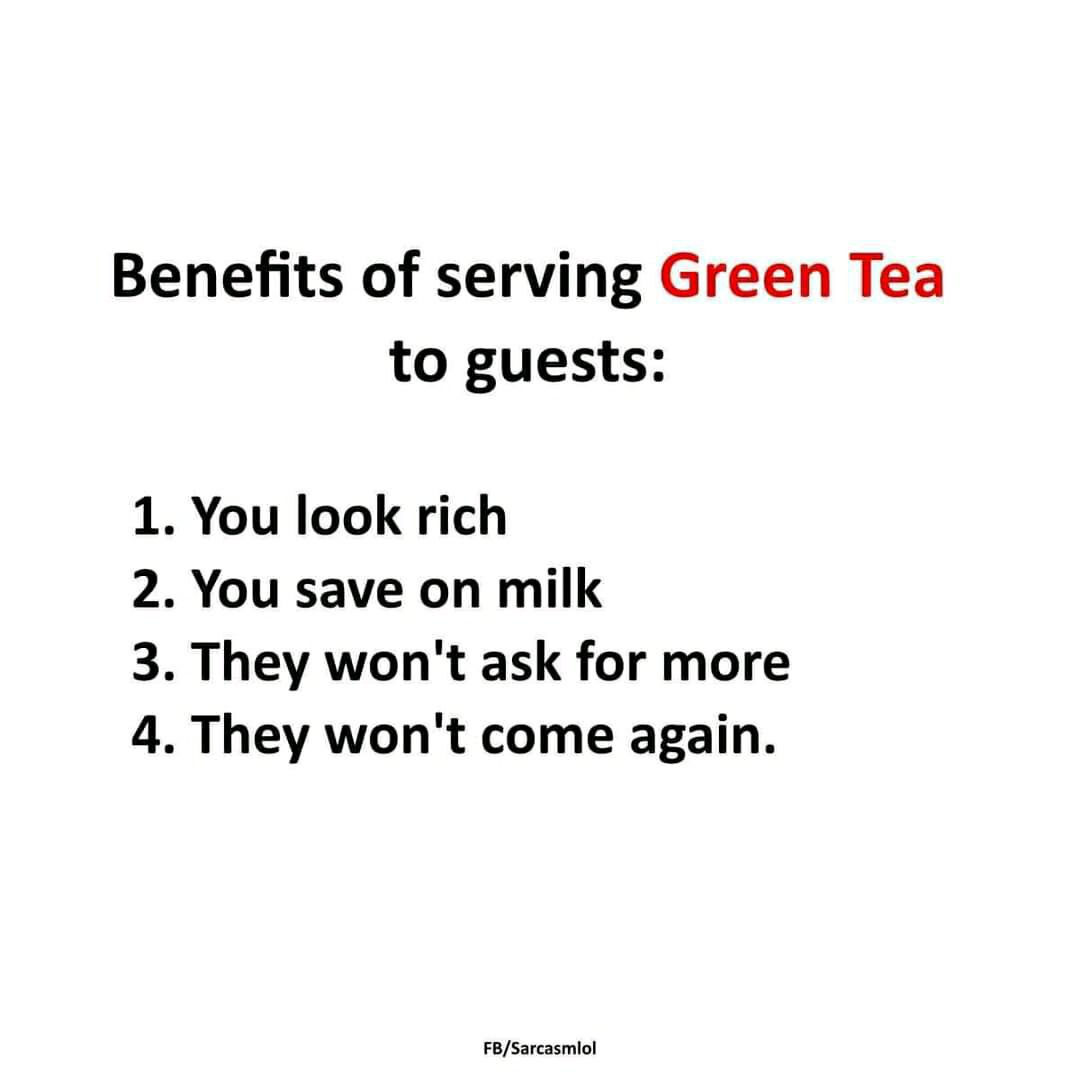 Benefits of serving Green Tea
to guests:
1. You look rich
2. You save on milk
3. They won't ask for more
4. They won't come again.
FB/Sarcasmlol